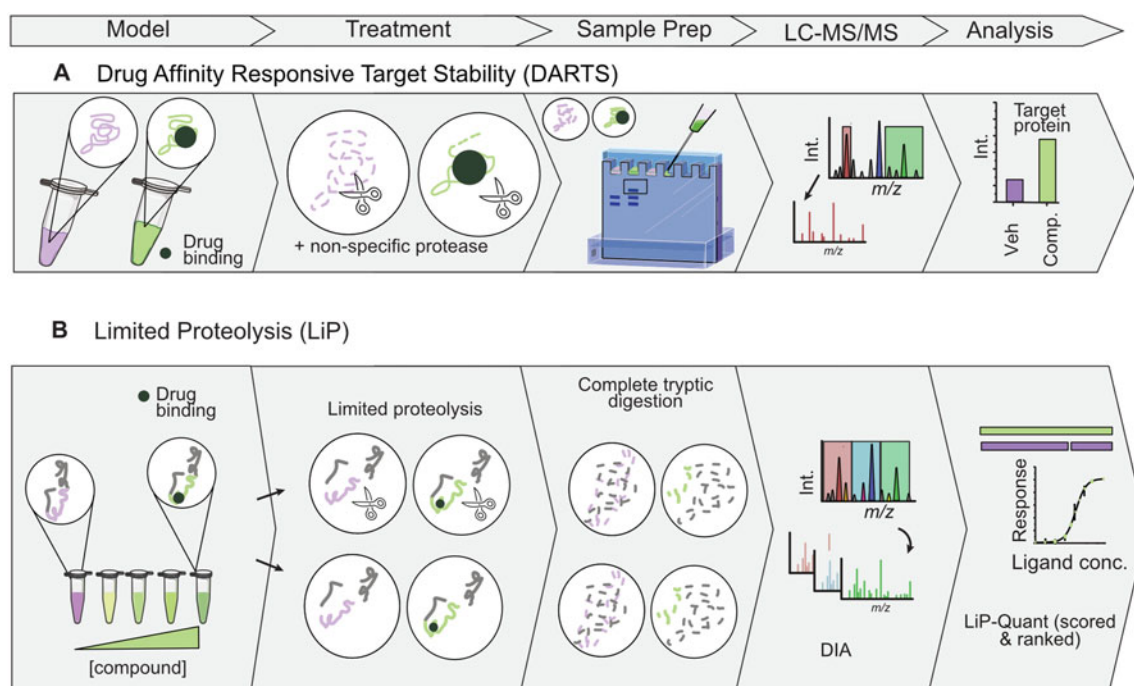 Model
Treatment
Sample Prep
LC-MS/MS
Analysis
A Drug Affinity Responsive Target Stability (DARTS)
Drug
binding
+ non-specific protease
Int.
m/z
m/z
Target
protein
Int.
Veh
Comp.
B Limited Proteolysis (LiP)
Drug
binding
[compound]
Limited proteolysis
Complete tryptic
digestion
Int.
m/z
m/z
DIA
Response
Ligand conc.
LiP-Quant (scored
& ranked)